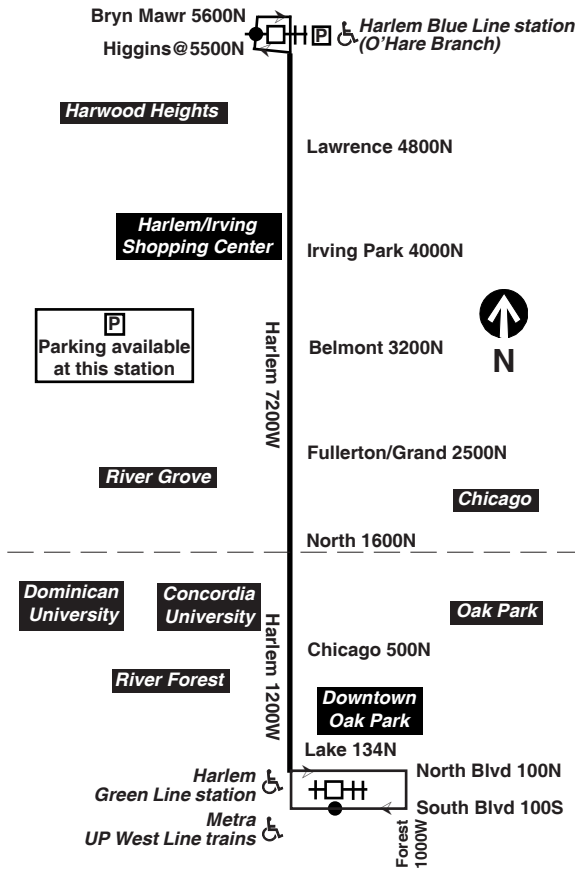 Bryn Mawr 5600N
P
Harlem Blue Line station
(O'Hare Branch)
Higgins@5500N
Harwood Heights
Lawrence 4800N
Harlem/Irving
Shopping Center
Irving Park 4000N
P
Parking available
at this station
Harlem 7200W
Belmont 3200N
N
Fullerton/Grand 2500N
River Grove
Chicago
North 1600N
Dominican
University
Concordia
University
Oak Park
Harlem 1200W
Chicago 500N
River Forest
Downtown
Oak Park
Lake 134N
Harlem
Green Line station
North Blvd 100N
South Blvd 100S
Metra
UP West Line trains
Forest
1000W